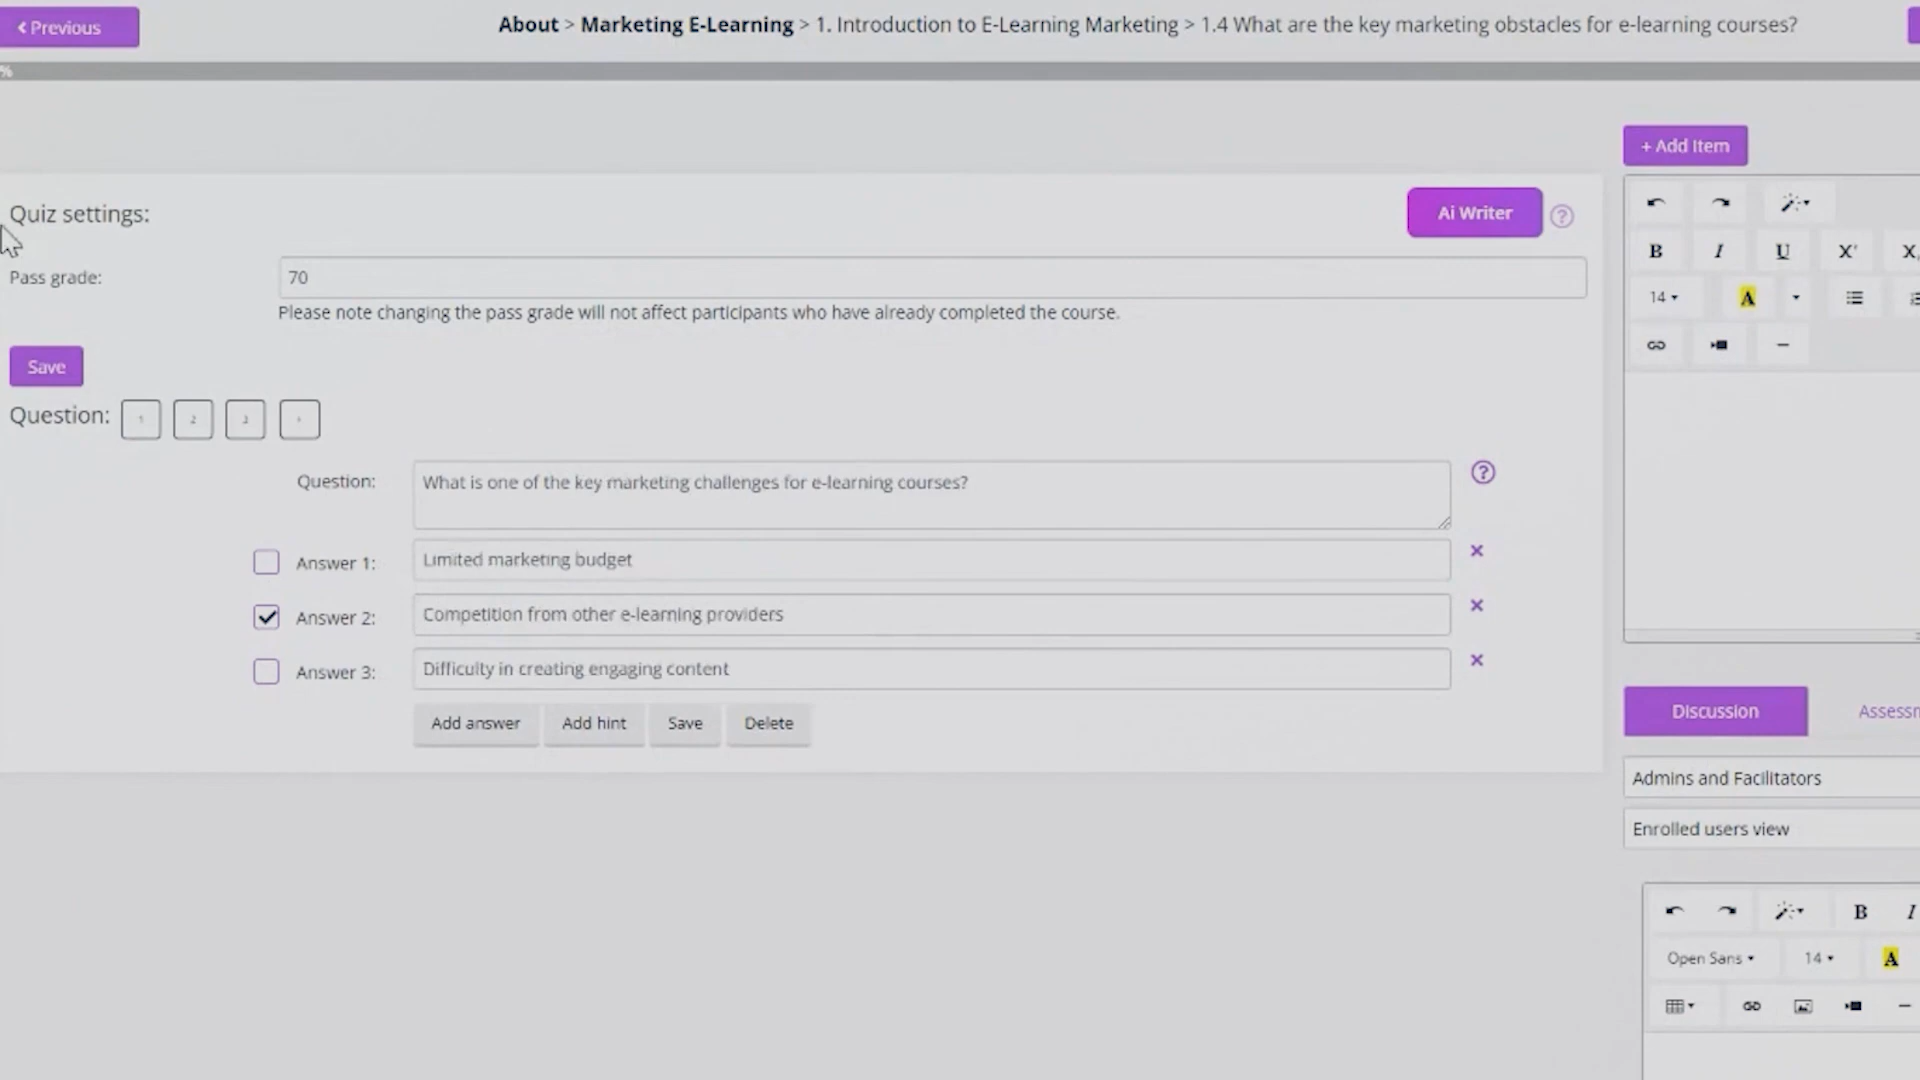 Previous
About > Marketing E-Learning > 1. Introduction to E-Learning Marketing > 1.4 What are the key marketing obstacles for e-learning courses?
%
+ Add Item
Quiz settings:
Ai Writer
?
Pass grade:
70
Please note changing the pass grade will not affect participants who have already completed the course.
Save
Question:
1
2
3
+
Question:
What is one of the key marketing challenges for e-learning courses?
?
Answer 1:
Limited marketing budget
Answer 2:
Competition from other e-learning providers
Answer 3:
Difficulty in creating engaging content
Add answer
Add hint
Save
Delete
B I U X' X,
14
A
Discussion
Assessm
Admins and Facilitators
Enrolled users view
B I
Open Sans
14
A